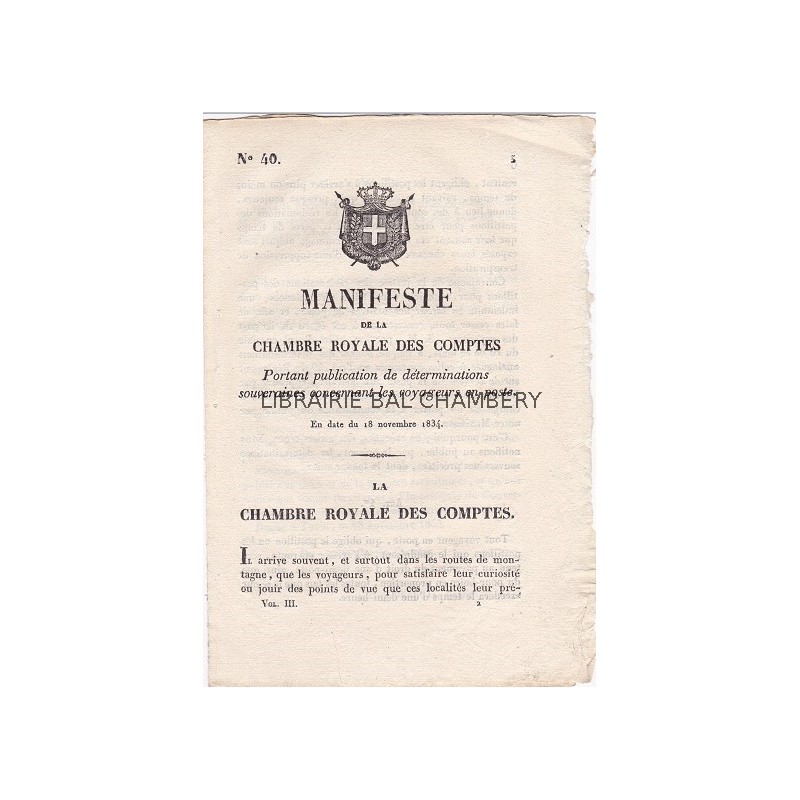 Nº 40.
5
MANIFESTE
DE LA
CHAMBRE ROYALE DES COMPTES
Portant publication de déterminations
souveraines concernant les voyageurs en poste.
LIBRAIRIE BAL CHAMBERY
En date du 18 novembre 1834.
LA
CHAMBRE ROYALE DES COMPTES.
IL arrive souvent, et surtout dans les routes de mon-
tagne, que les voyageurs, pour satisfaire leur curiosité
ou jouir des points de vue que ces localités leur pré-
VOL. III. 2